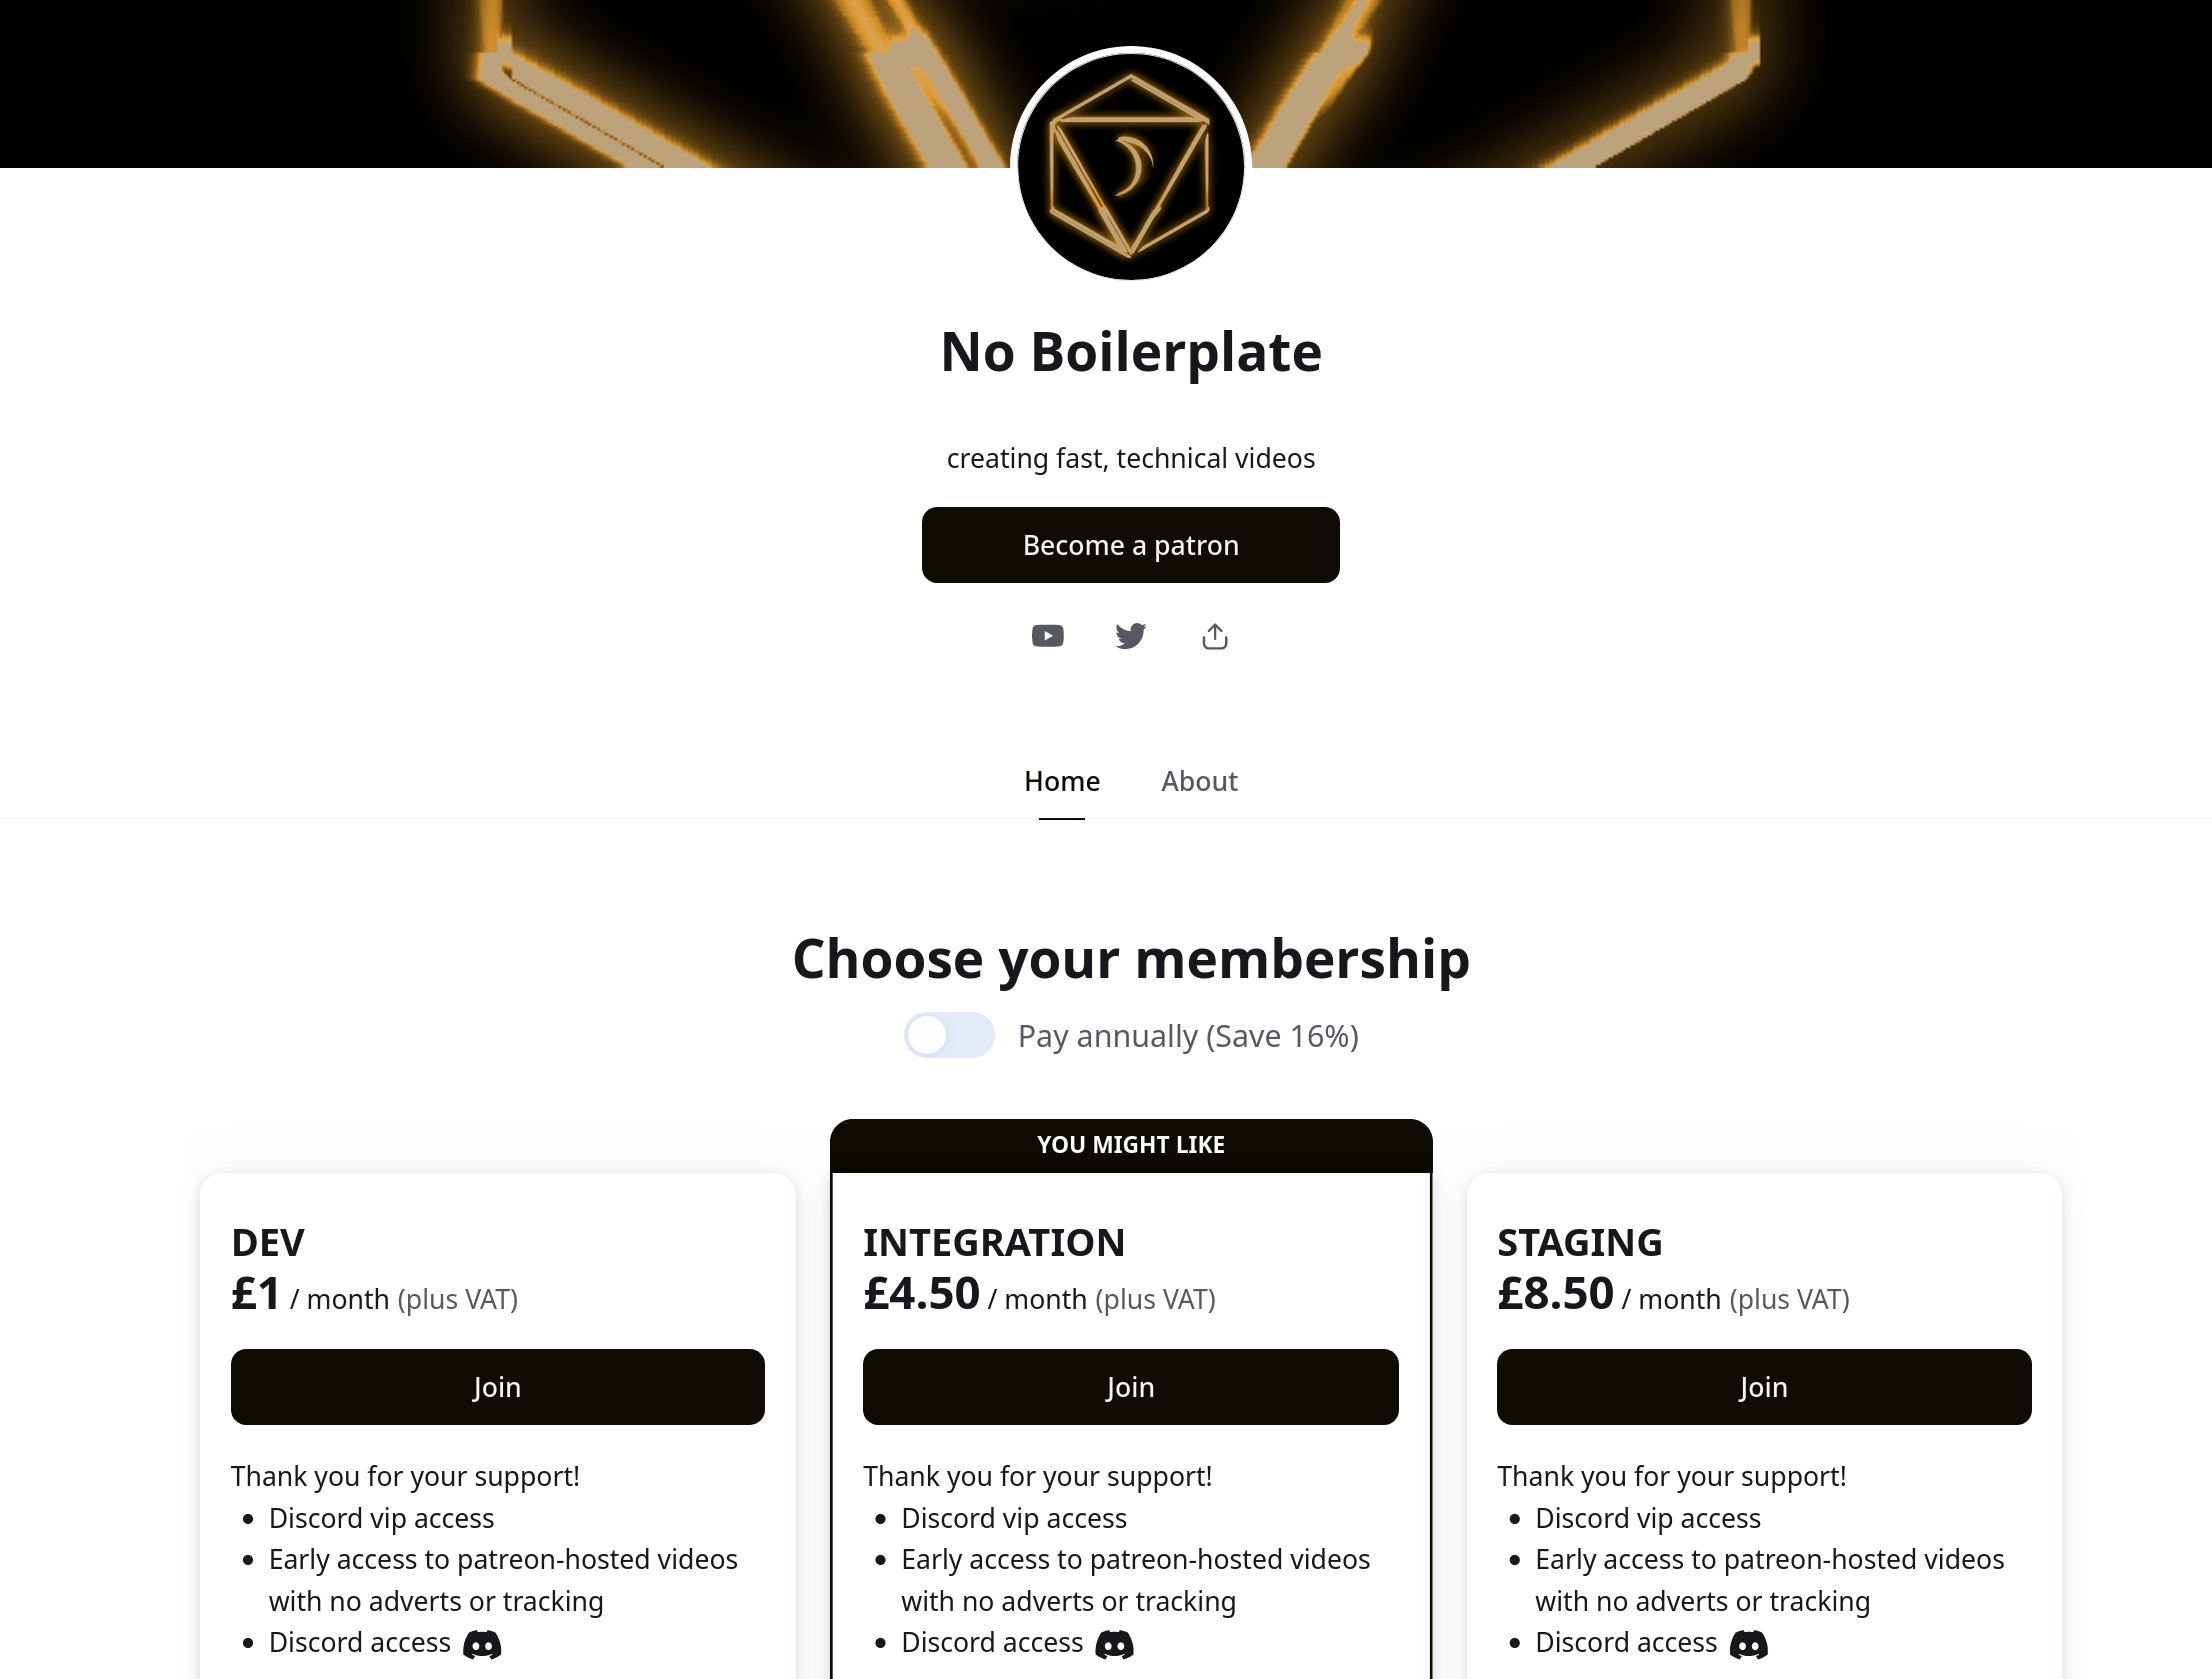 No Boilerplate
creating fast, technical videos
Become a patron
Home About
Choose your membership
Pay annually (Save 16%)
YOU MIGHT LIKE
DEV
£1 / month (plus VAT)
Join
Thank you for your support!
• Discord vip access
• Early access to patreon-hosted videos
with no adverts or tracking
• Discord access
INTEGRATION
£4.50 / month (plus VAT)
Join
Thank you for your support!
• Discord vip access
• Early access to patreon-hosted videos
with no adverts or tracking
• Discord access
STAGING
£8.50 / month (plus VAT)
Join
Thank you for your support!
• Discord vip access
• Early access to patreon-hosted videos
with no adverts or tracking
• Discord access